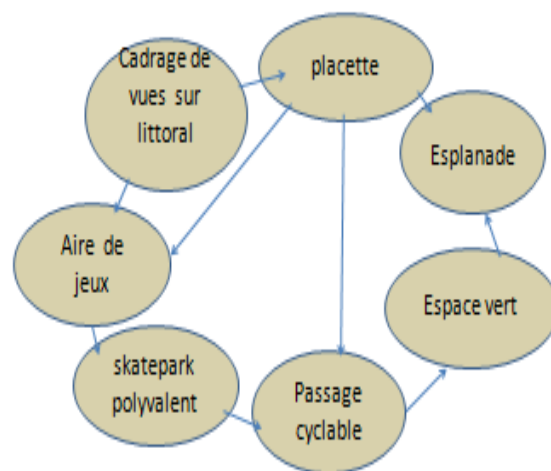 Cadrage de
vues sur
littoral
placette
Esplanade
Aire de
jeux
Espace vert
skatepark
polyvalent
Passage
cyclable